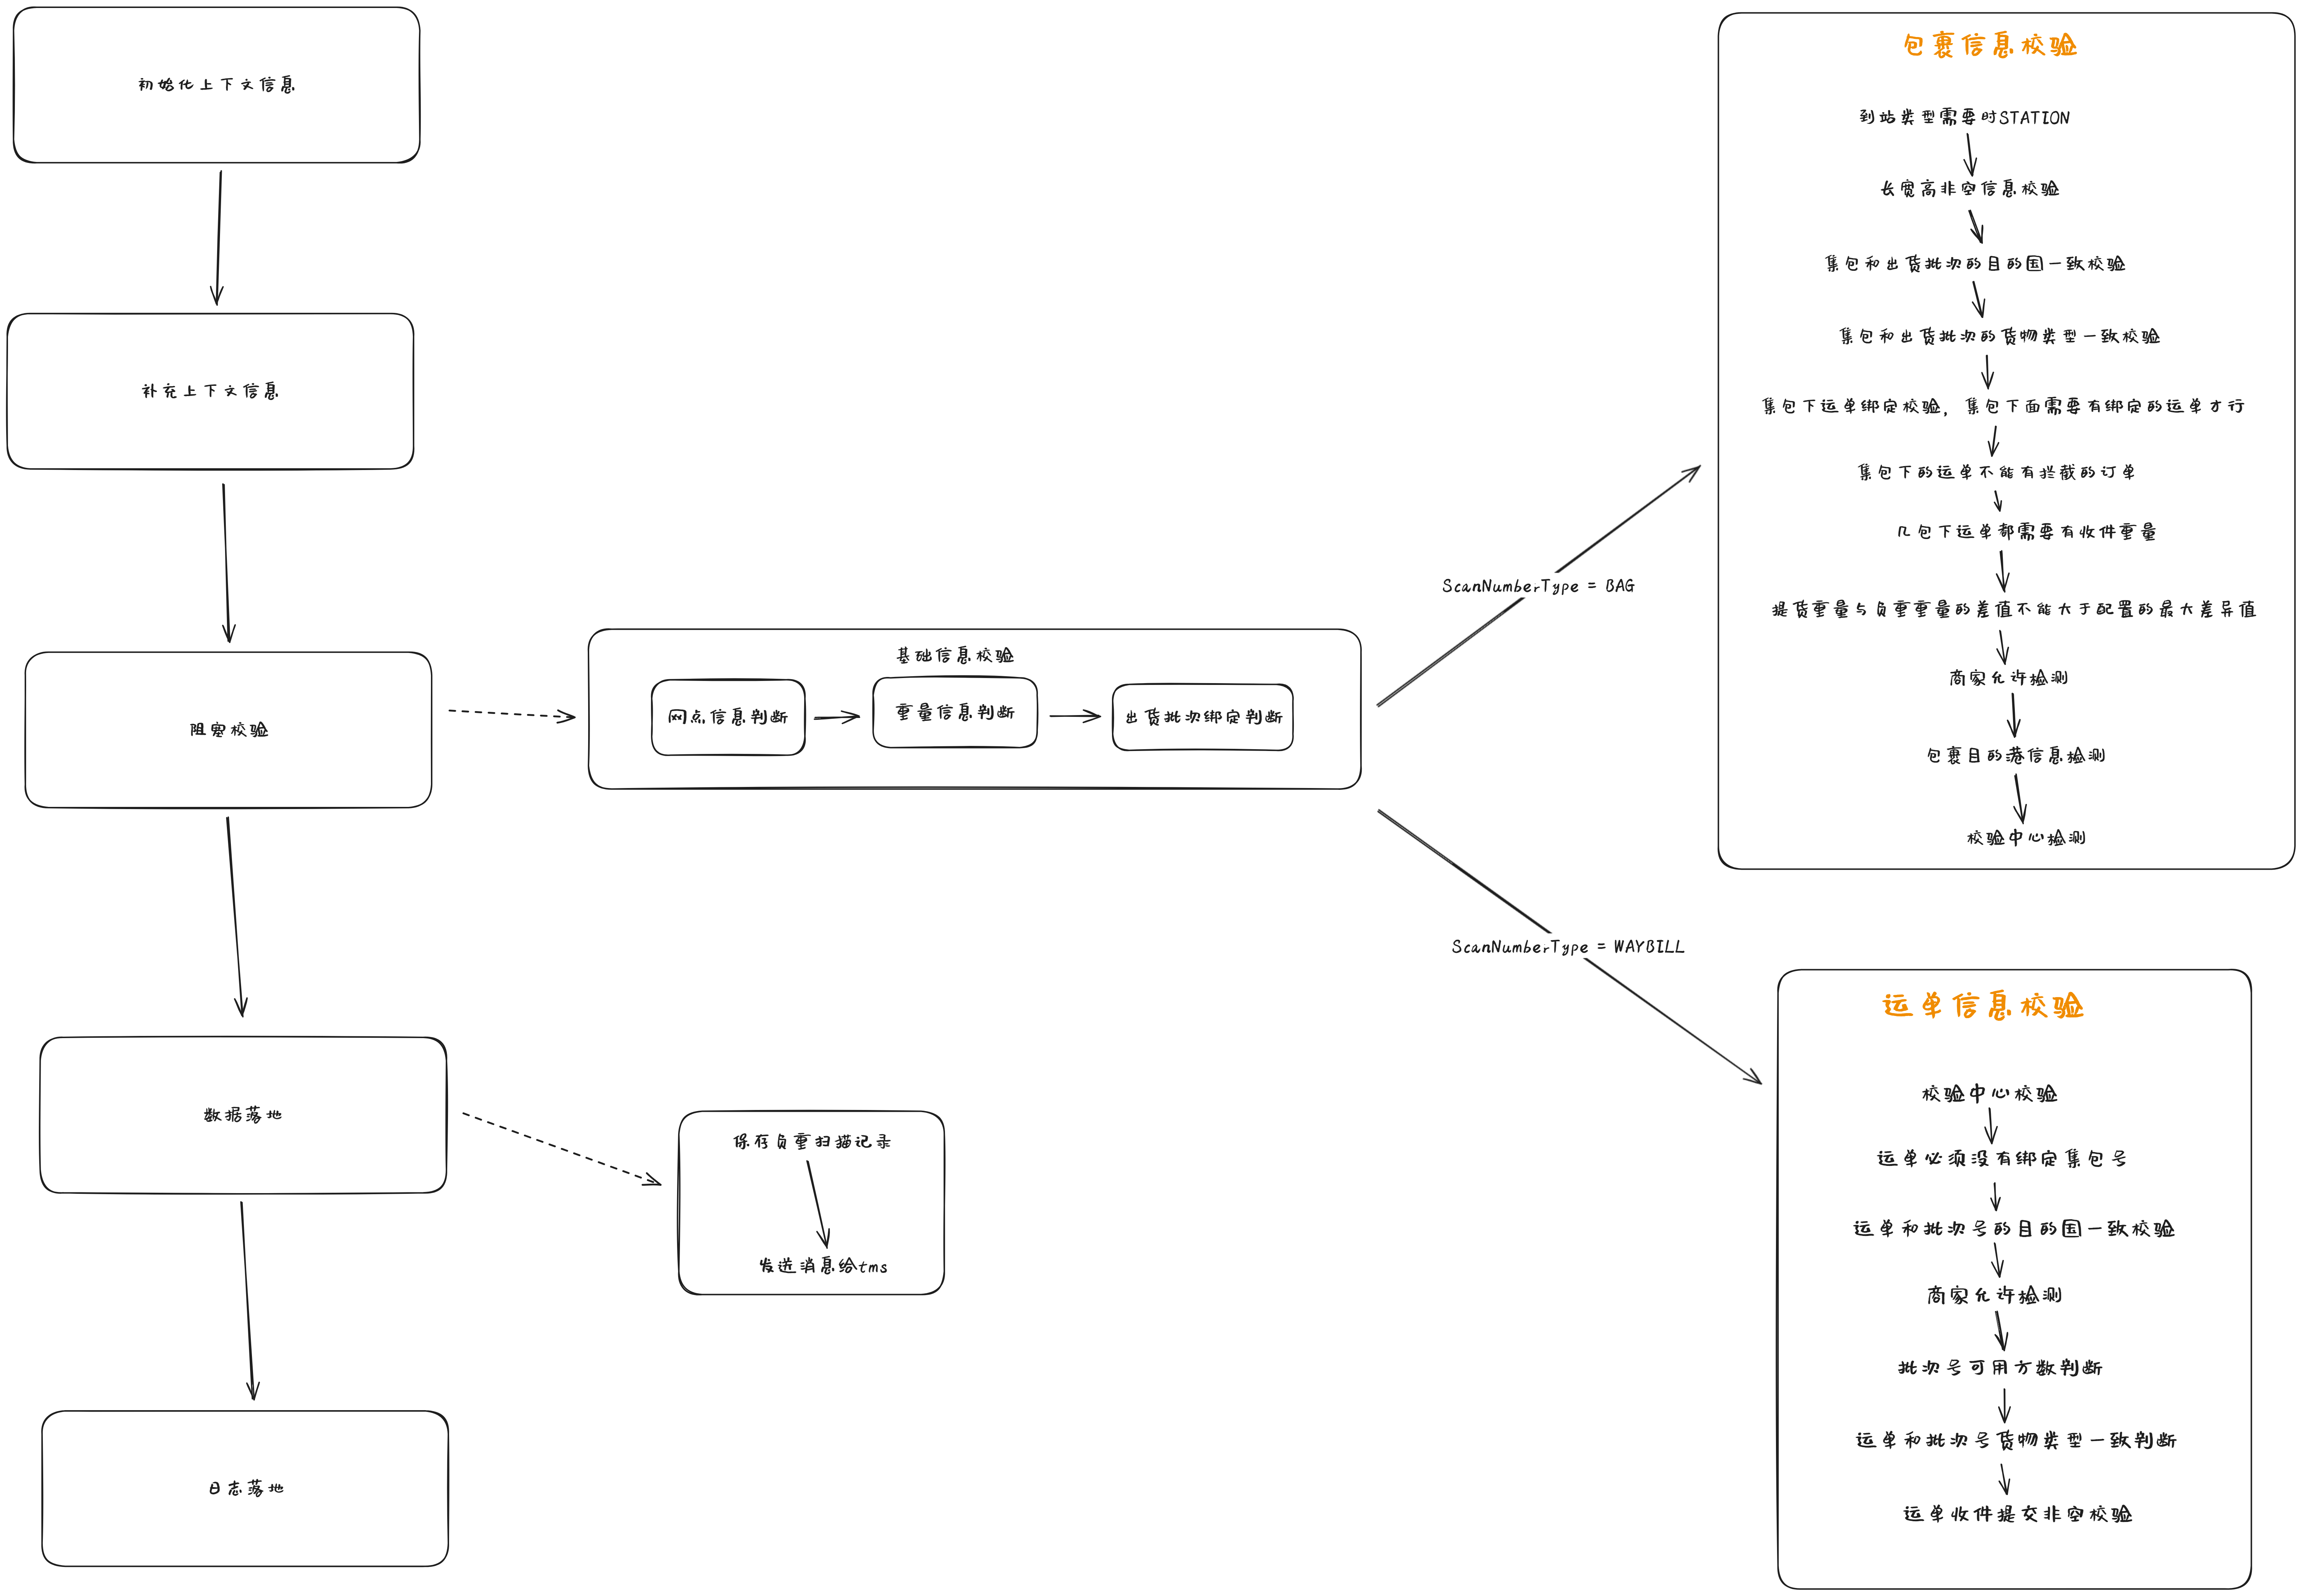 初始化上下文信息
补充上下文信息
阻塞校验
数据落地
日志落地
基础信息校验
网点信息判断
重量信息判断
出货批次绑定判断
保存负重扫描记录
发送消息给tms
ScanNumberType = BAG
ScanNumberType = WAYBILL
包裹信息校验
到站类型需要时STATION
长宽高非空信息校验
集包和出货批次的目的国一致校验
集包和出货批次的货物类型一致校验
集包下运单绑定校验，集包下面需要有绑定的运单才行
集包下的运单不能有拦截的订单
几包下运单都需要有收件重量
提货重量与负重重量的差值不能大于配置的最大差异值
商家允许检测
包裹目的港信息检测
校验中心检测
运单信息校验
校验中心校验
运单必须没有绑定集包号
运单和批次号的目的国一致校验
商家允许检测
批次号可用方数判断
运单和批次号货物类型一致判断
运单收件提交非空校验